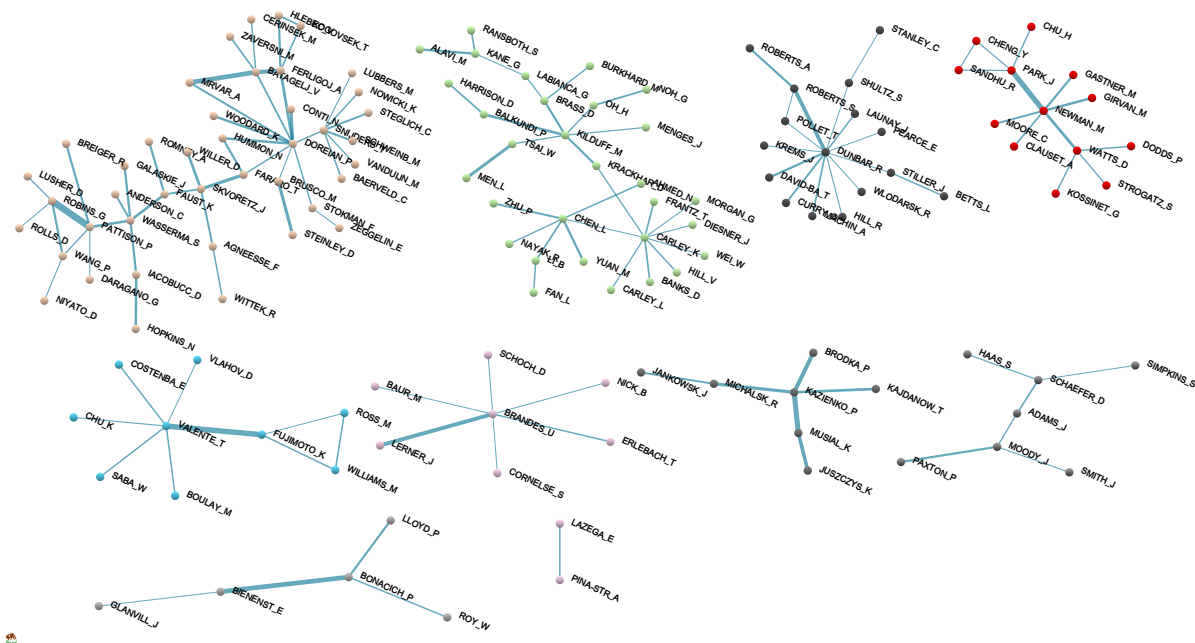 HLEBEC_V
KOGOVSEK_T
CERINSEK_M
ZAVERSNI_M
BATAGELJ_V
FERLIGOJ_A
MRVAR_A
LUBBERS_M
NOWICKI_K
STEGLICH_C
CONTI_N
SNIJDERS_T
VANDUIJN_M
BAERVELD_C
WOODARD_K
HUMMON_N
DOREIAN_P
BREIGER_R
ROMNEY_A
WILLER_D
GALASKIE_J
FARARO_T
BRUSCO_M
LUSHER_D
ANDERSON_C
FAUST_K
SKVORETZ_J
STOKMAN_F
ZEGGELIN_E
STEINLEY_D
ROBINS_G
PATTISON_P
WASSERMA_S
ROLLS_D
WANG_P
AGNEESSE_F
DARAGANO_G
IACOBUCC_D
NIYATO_D
WITTEK_R
HOPKINS_N
RANSBOTH_S
ALAVI_M
KANE_G
LABIANCA_G
BURKHARD_M
NOH_G
HARRISON_D
BRASS_D
OH_H
BALKUNDI_P
KILDUFF_M
MENGES_J
TSAI_W
MEN_L
KRACKHARD_D
AHMED_N
ZHU_P
CHEN_L
FRANTZ_T
MORGAN_G
DIESNER_J
NAYAK_R
LI_B
YUAN_M
CARLEY_K
WEI_W
HILL_V
BANKS_D
FAN_L
CARLEY_L
STANLEY_C
ROBERTS_A
ROBERTS_S
SHULTZ_S
LAUNAY_J
POLLET_T
PEARCE_E
KREMS_J
DUNBAR_R
STILLER_J
DAVID-BA_T
WLODARSK_R
BETTS_L
CURRY_O
MACHIN_A
HILL_R
CHU_H
CHENG_Y
SANDHU_R
PARK_J
GASTNER_M
GIRVAN_M
NEWMAN_M
MOORE_C
CLAUSET_A
WATTS_D
DODDS_P
STROGATZ_S
KOSSINET_G
COSTENBA_E
VLAHOV_D
CHU_K
VALENTE_T
FUJIMOTO_K
ROSS_M
SABA_W
BOULAY_M
WILLIAMS_M
SCHOCH_D
BAUR_M
NICK_B
BRANDES_U
LERNER_J
ERLEBACH_T
CORNELSE_S
BRODKA_P
JANKOWSK_J
MICHALSK_R
KAZIENKO_P
KAJDANOW_T
MUSIAL_K
JUSZCZYS_K
HAAS_S
SIMPKINS_S
SCHAEFER_D
ADAMS_J
MOODY_J
PAXTON_P
SMITH_J
LLOYD_P
BONACICH_P
BIENENST_E
GLANVILL_J
ROY_W
LAZEGA_E
PINA-STR_A